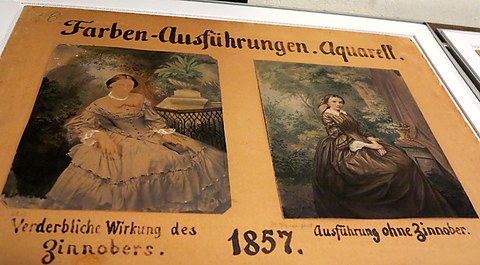 Farben-Ausführungen. Aquarell.
Verderbliche Wirkung des
Zinnobers.
1857.
Ausführung ohne Zinnober.